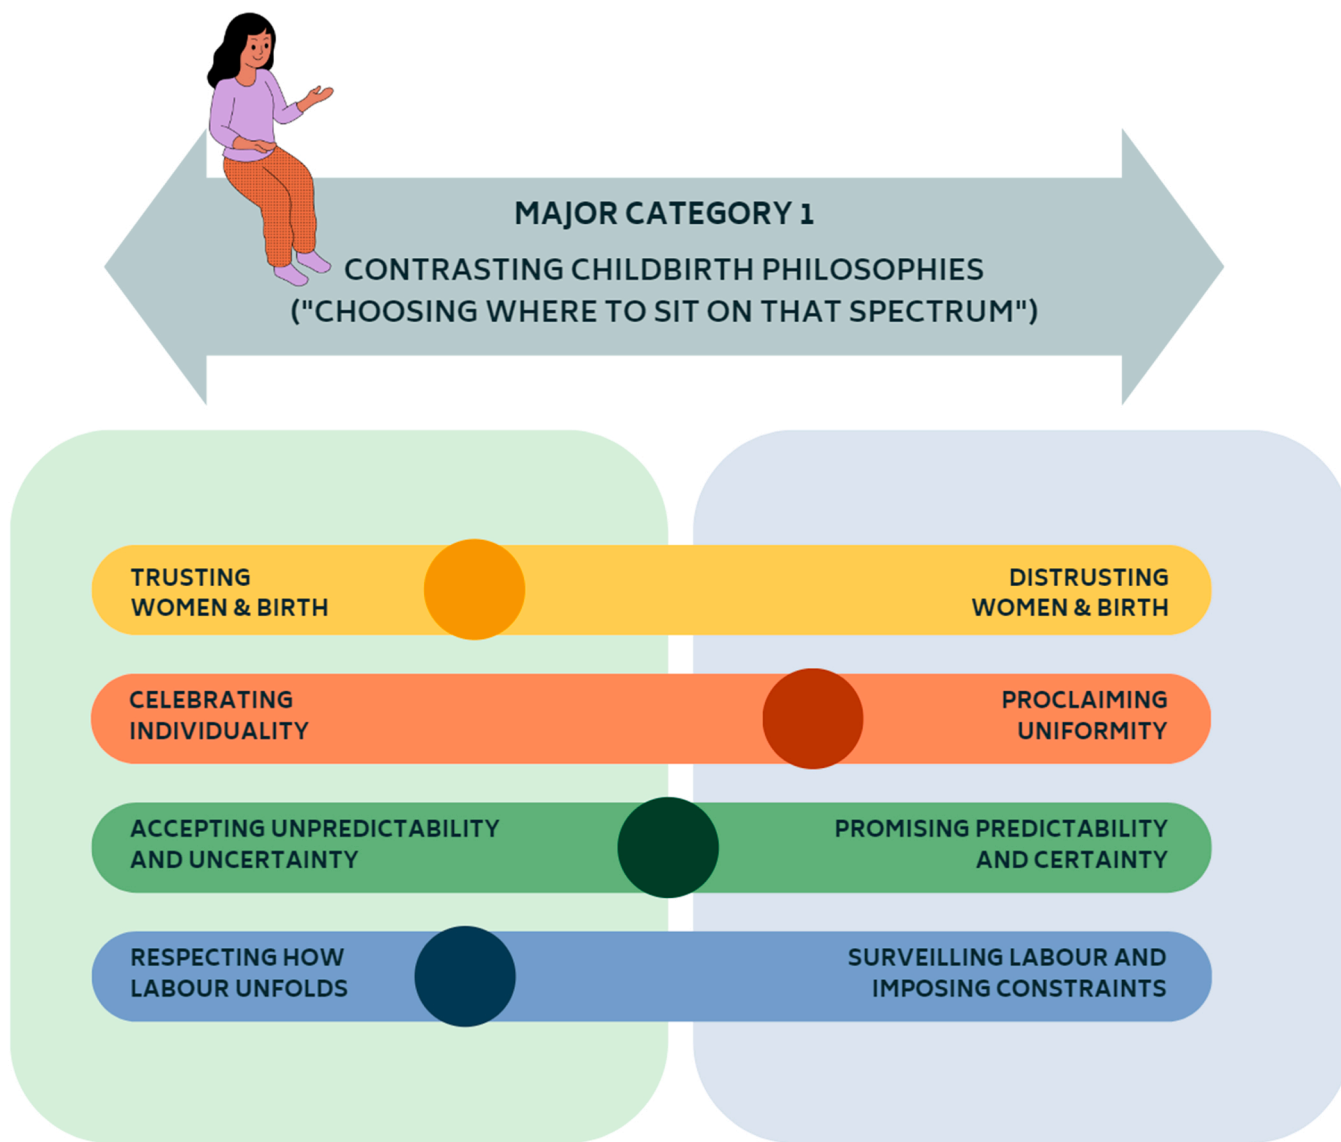 MAJOR CATEGORY 1
CONTRASTING CHILDBIRTH PHILOSOPHIES
("CHOOSING WHERE TO SIT ON THAT SPECTRUM")
TRUSTING
WOMEN & BIRTH
DISTRUSTING
WOMEN & BIRTH
CELEBRATING
INDIVIDUALITY
PROCLAIMING
UNIFORMITY
ACCEPTING UNPREDICTABILITY
AND UNCERTAINTY
PROMISING PREDICTABILITY
AND CERTAINTY
RESPECTING HOW
LABOUR UNFOLDS
SURVEILLING LABOUR AND
IMPOSING CONSTRAINTS